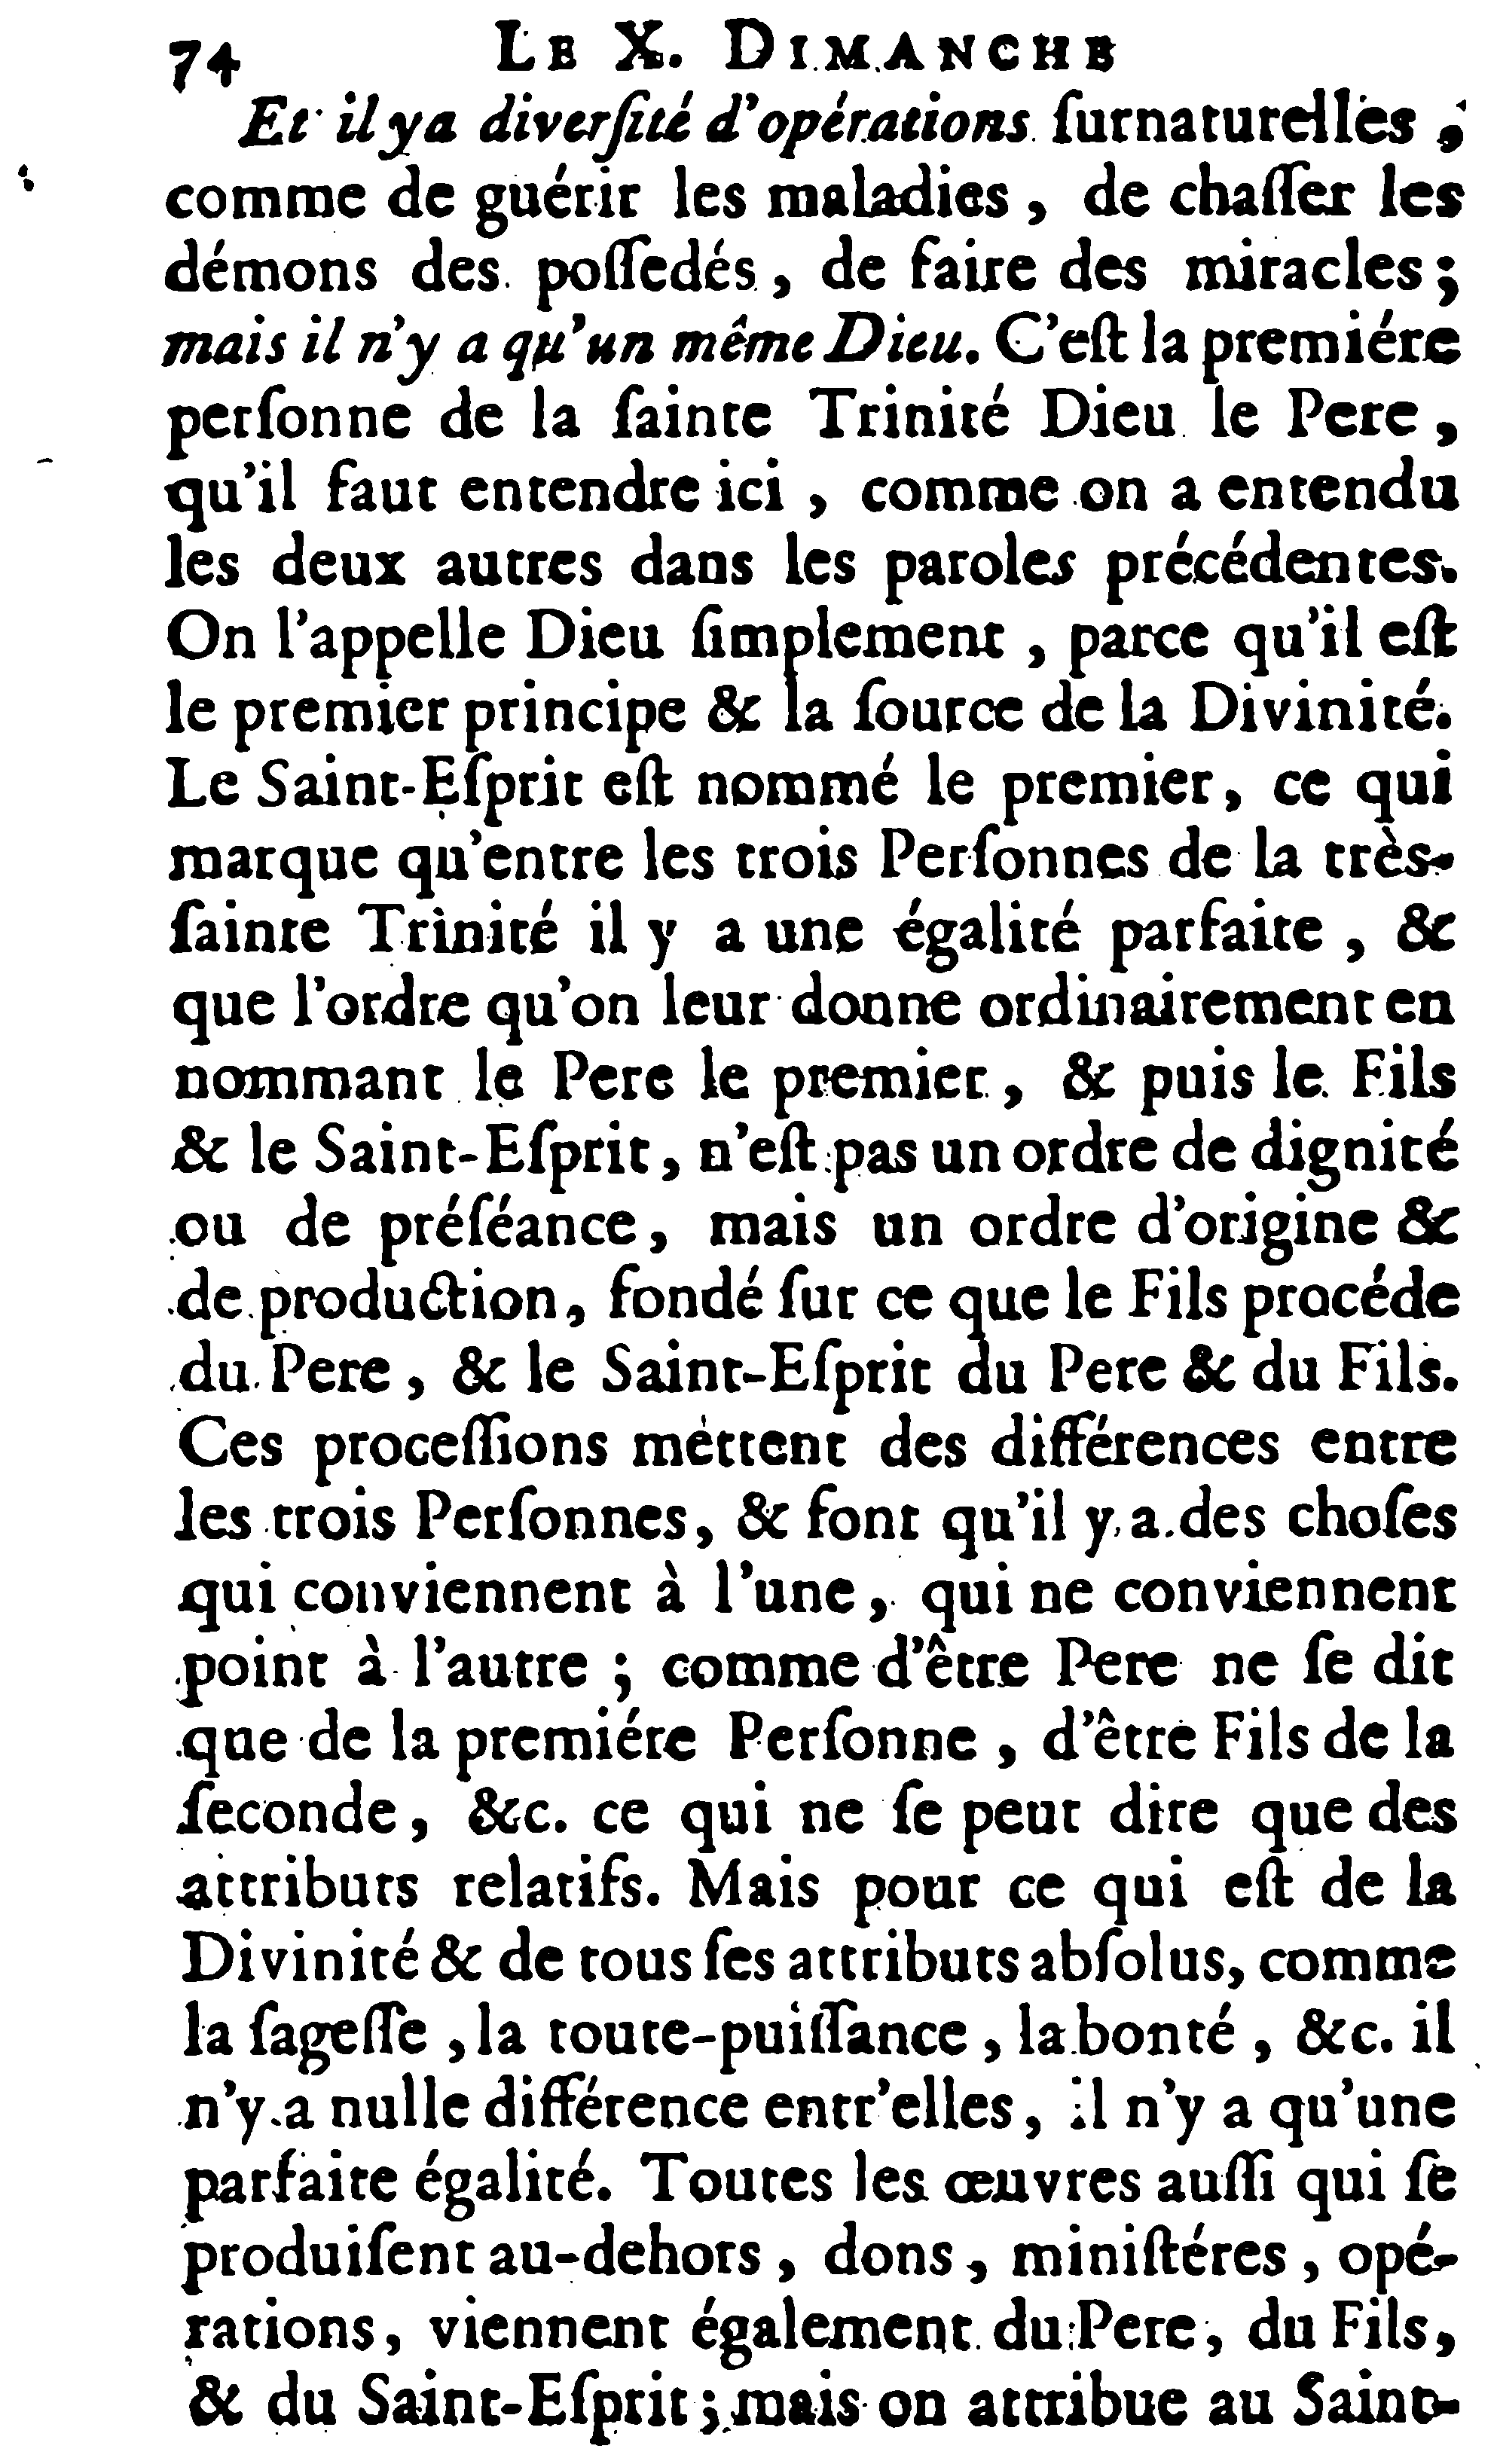 74 LE X. DIMANCHE
Et il y a diverſité d'opérations ſurnaturelles,
comme de guérir les maladies, de chaſſer les
démons des poſſedés, de faire des miracles;
mais il n'y a qu'un même Dieu. C'eſt la premiére
perſonne de la ſainte Trinité Dieu le Pere,
qu'il faut entendre ici, comme on a entendu
les deux autres dans les paroles précédentes.
On l'appelle Dieu ſimplement, parce qu'il eſt
le premier principe & la ſource de la Divinité.
Le Saint-Eſprit eſt nommé le premier, ce qui
marque qu'entre les trois Perſonnes de la très-
ſainte Trinité il y a une égalité parfaite, &
que l'ordre qu'on leur donne ordinairement en
nommant le Pere le premier, & puis le Fils
& le Saint-Eſprit, n'eſt pas un ordre de dignité
ou de préſéance, mais un ordre d'origine &
de production, fondé ſur ce que le Fils procéde
du Pere, & le Saint-Eſprit du Pere & du Fils.
Ces proceſſions mettent des différences entre
les trois Perſonnes, & font qu'il y a des choſes
qui conviennent à l'une, qui ne conviennent
point à l'autre; comme d'être Pere ne ſe dit
que de la premiére Perſonne, d'être Fils de la
ſeconde, &c. ce qui ne ſe peut dire que des
attributs relatifs. Mais pour ce qui eſt de la
Divinité & de tous ſes attributs abſolus, comme
la ſageſſe, la toute-puiſſance, la bonté, &c. il
n'y a nulle différence entr'elles, il n'y a qu'une
parfaite égalité. Toutes les œuvres auſſi qui ſe
produiſent au-dehors, dons, miniſtéres, opé-
rations, viennent également du Pere, du Fils,
& du Saint-Eſprit; mais on attribue au Saint-